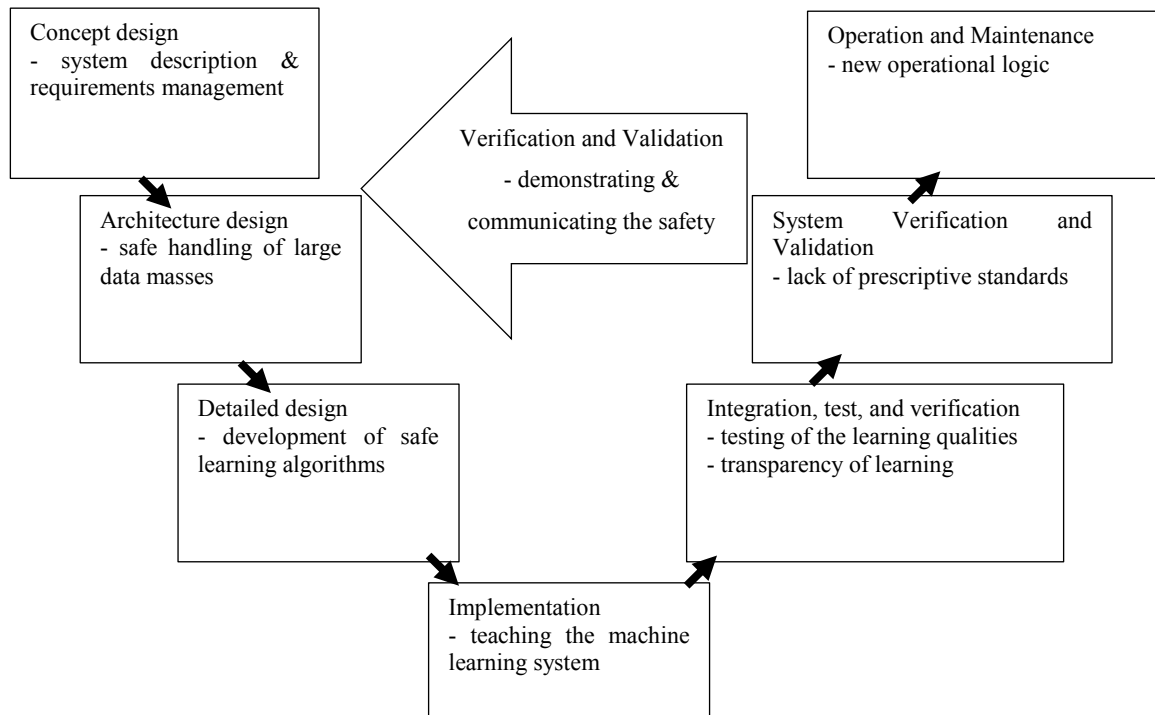 Concept design
- system description &
requirements management
Operation and Maintenance
- new operational logic
Verification and Validation
- demonstrating &
communicating the safety
Architecture design
- safe handling of large
data masses
System Verification and
Validation
- lack of prescriptive standards
Detailed design
- development of safe
learning algorithms
Integration, test, and verification
- testing of the learning qualities
- transparency of learning
Implementation
- teaching the machine
learning system